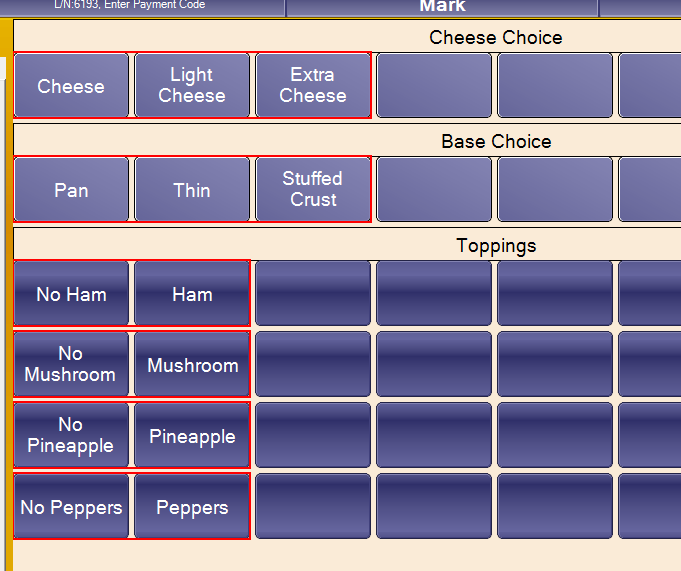 L/N:6193, Enter Payment Code
Mark
Cheese Choice
Cheese
Light
Cheese
Extra
Cheese
Base Choice
Pan
Thin
Stuffed
Crust
Toppings
No Ham
Ham
No
Mushroom
Mushroom
No
Pineapple
Pineapple
No Peppers
Peppers